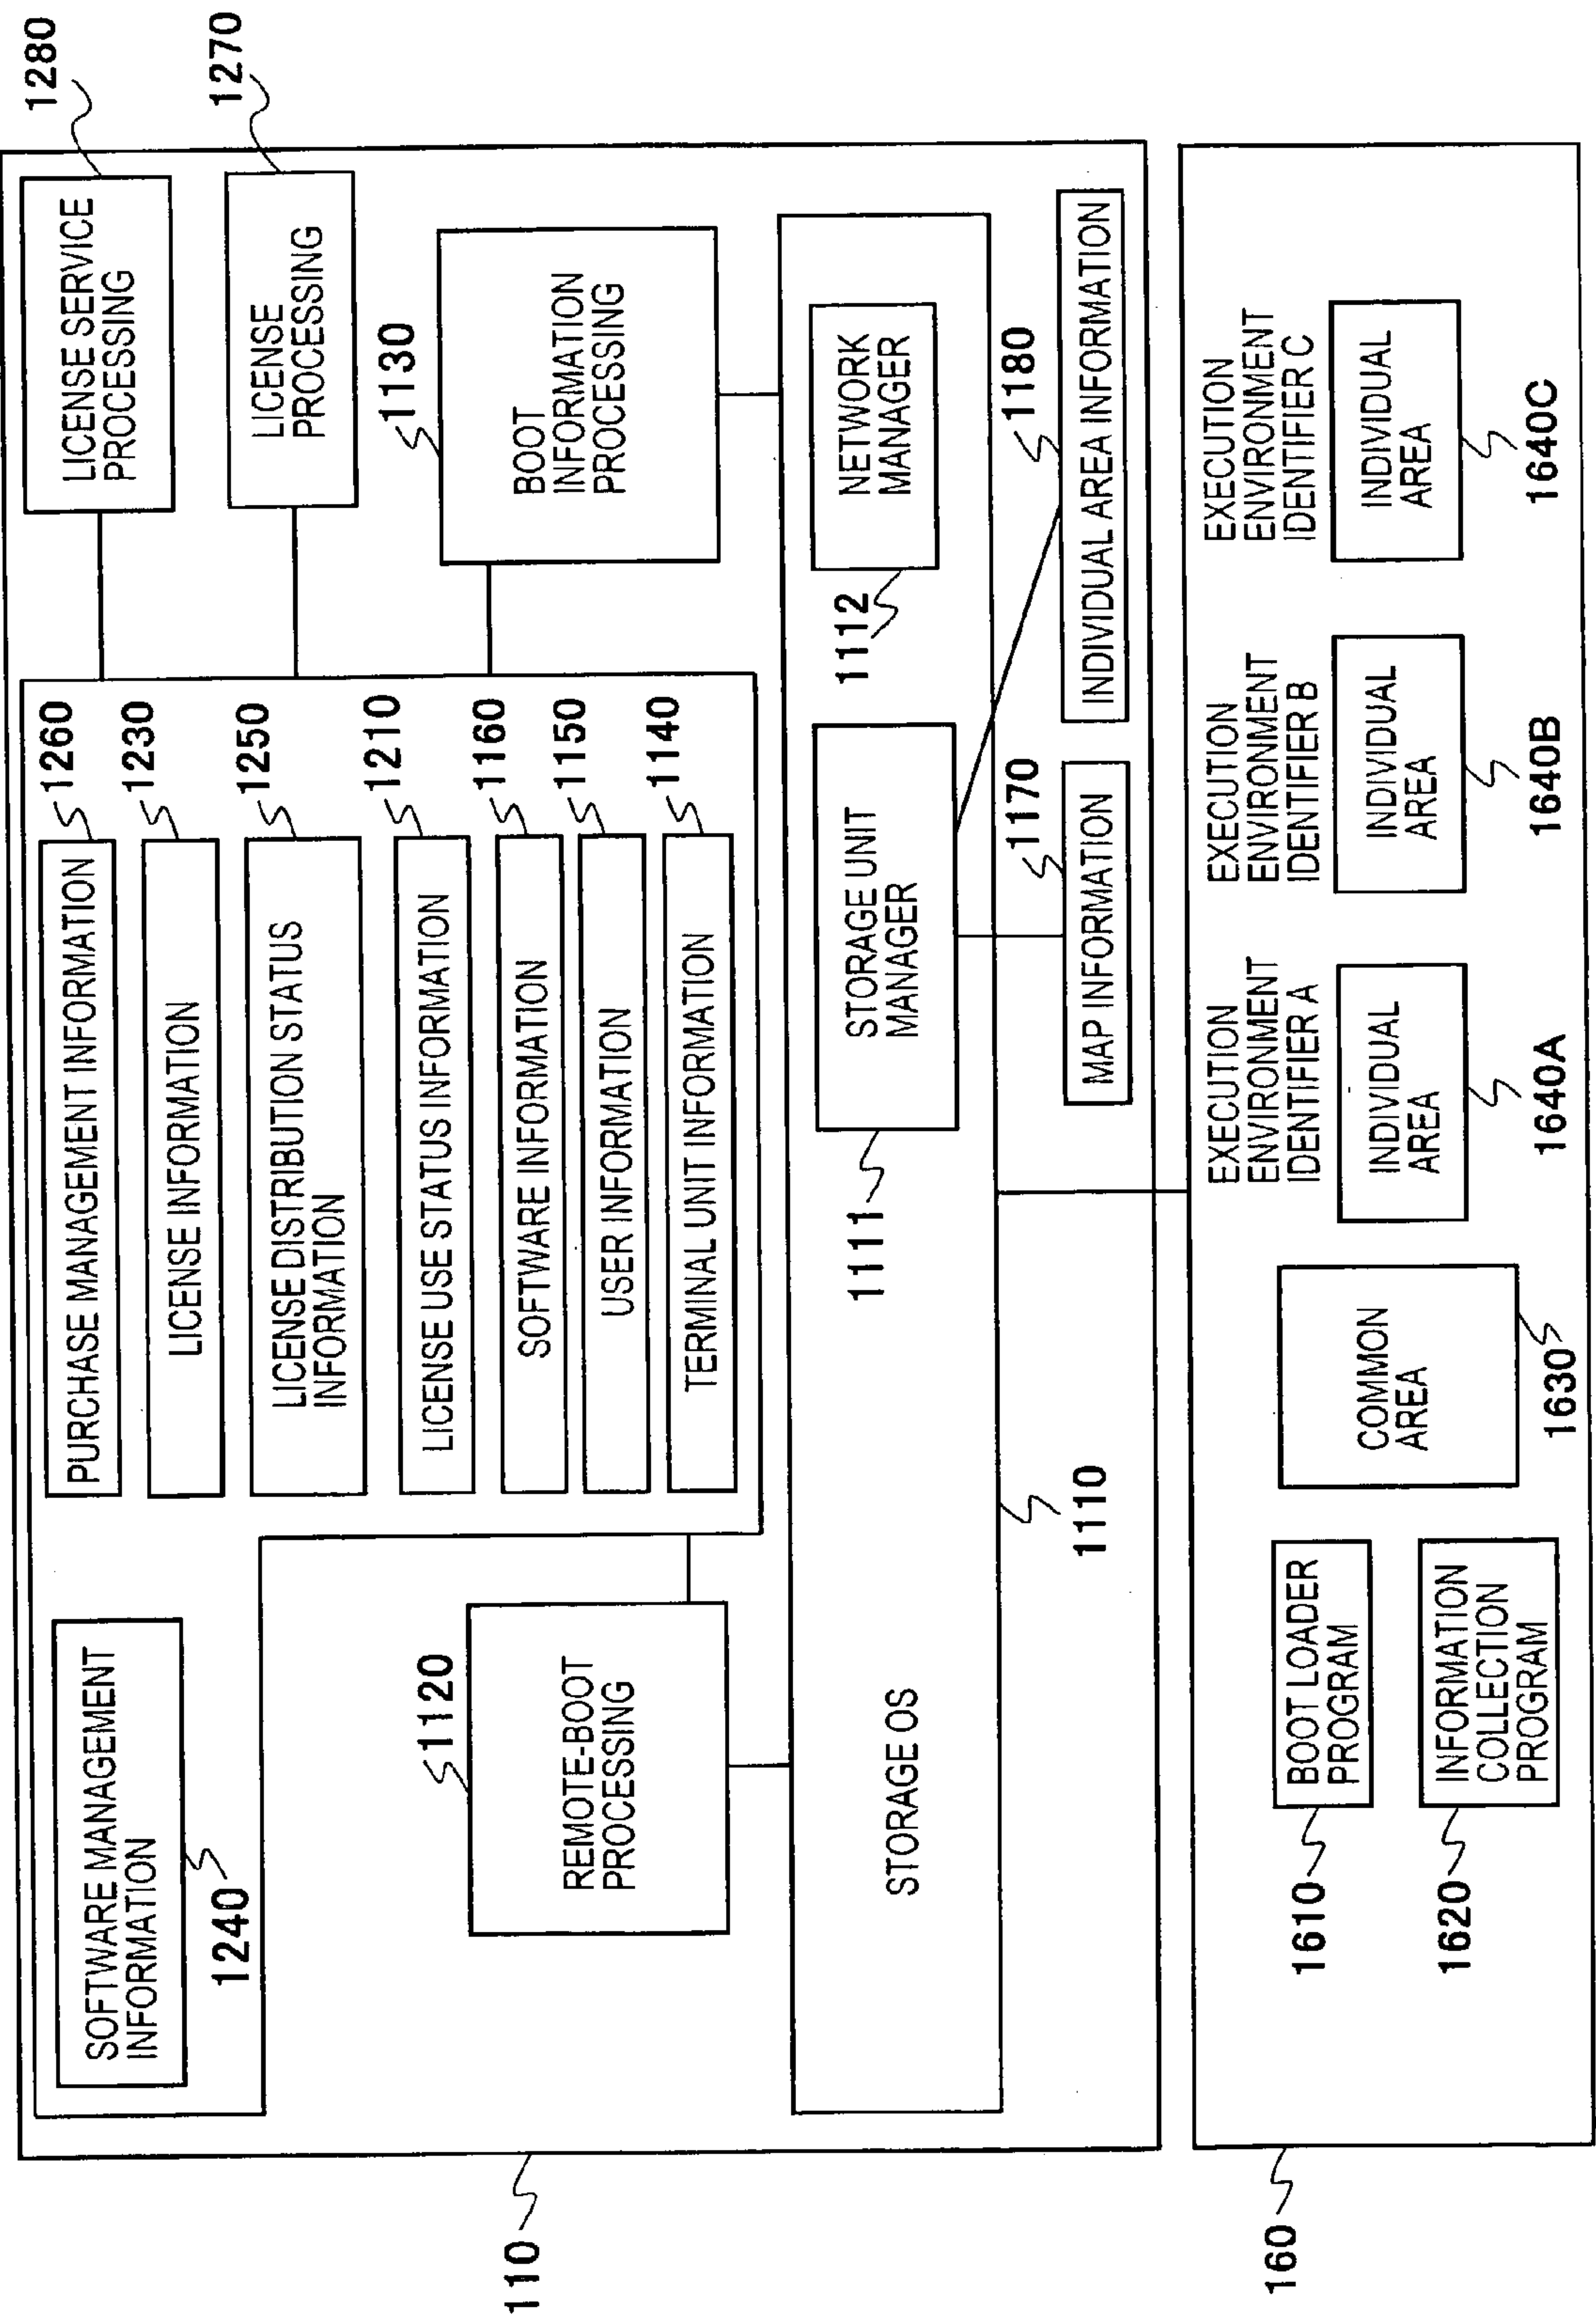 110
SOFTWARE MANAGEMENT
INFORMATION
1240
PURCHASE MANAGEMENT INFORMATION
1260
LICENSE INFORMATION
1230
LICENSE DISTRIBUTION STATUS
INFORMATION
1250
LICENSE USE STATUS INFORMATION
1210
SOFTWARE INFORMATION
1160
USER INFORMATION
1150
TERMINAL UNIT INFORMATION
1140
LICENSE SERVICE
PROCESSING
1280
LICENSE
PROCESSING
1270
REMOTE-BOOT
PROCESSING
1120
BOOT
INFORMATION
PROCESSING
1130
STORAGE OS
1110
STORAGE UNIT
MANAGER
1111
NETWORK
MANAGER
1112
MAP INFORMATION
1170
INDIVIDUAL AREA INFORMATION
1180
160
BOOT LOADER
PROGRAM
1610
INFORMATION
COLLECTION
PROGRAM
1620
COMMON
AREA
1630
EXECUTION
ENVIRONMENT
IDENTIFIER A
INDIVIDUAL
AREA
1640A
EXECUTION
ENVIRONMENT
IDENTIFIER B
INDIVIDUAL
AREA
1640B
EXECUTION
ENVIRONMENT
IDENTIFIER C
INDIVIDUAL
AREA
1640C